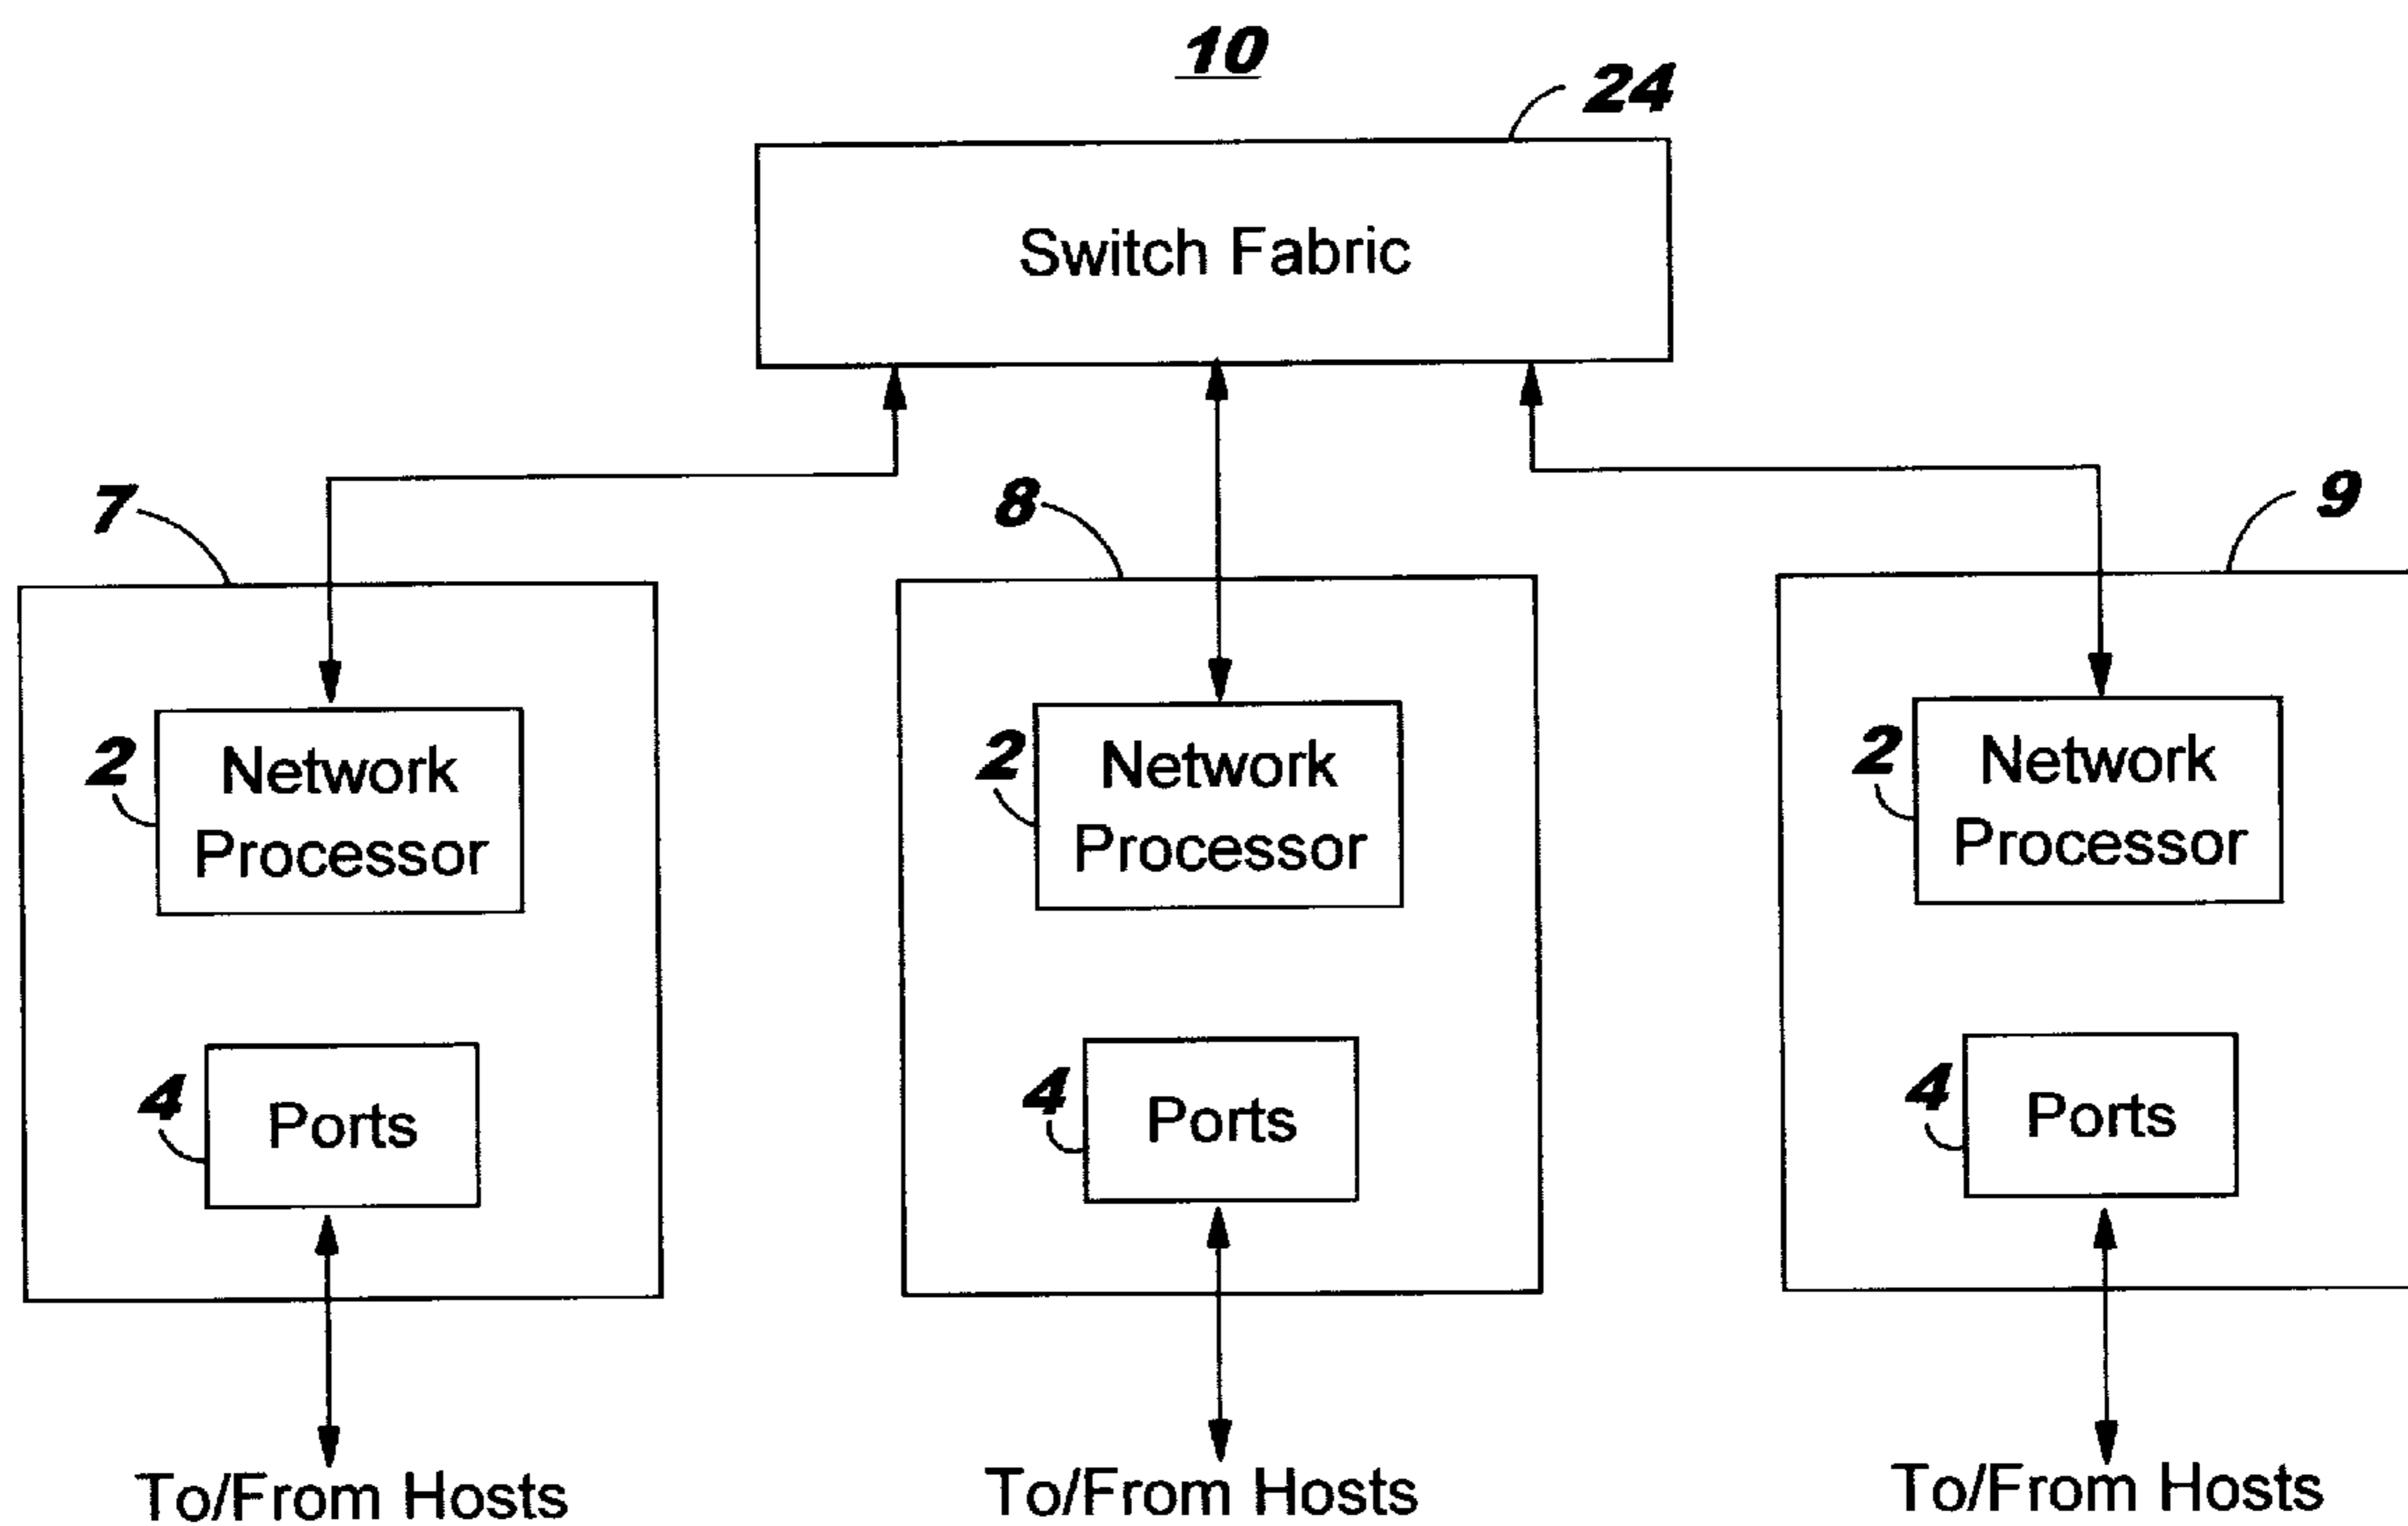 10
24
Switch Fabric
7
8
9
2
Network
Processor
2
Network
Processor
2
Network
Processor
4
Ports
4
Ports
4
Ports
To/From Hosts
To/From Hosts
To/From Hosts